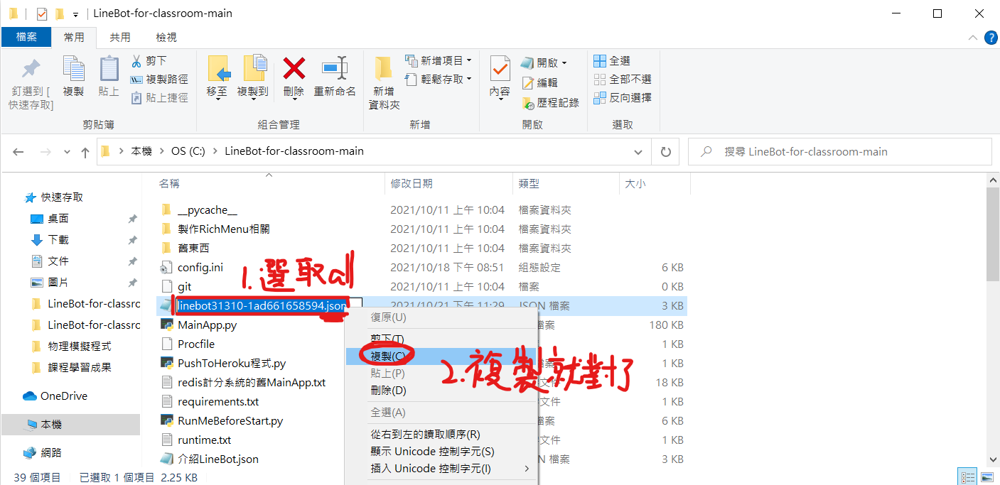 LineBot-for-classroom-main
檔案 常用 共用 檢視
釘選到 [快速存取]
複製
貼上
剪下
複製路徑
貼上捷徑
剪貼簿
移至
複製到
刪除
重新命名
組合管理
新增資料夾
新增項目
輕鬆存取
新增
內容
開啟
編輯
歷程記錄
開啟
全選
全部不選
反向選擇
選取
本機 > OS (C:) > LineBot-for-classroom-main
搜尋 LineBot-for-classroom-main
快速存取
桌面
下載
文件
圖片
LineBot-for-classro
LineBot-for-classro
物理模擬程式
課程學習成果
OneDrive
本機
網路
名稱 修改日期 類型 大小
__pycache__ 2021/10/11 上午 10:04 檔案資料夾
製作RichMenu相關 2021/10/11 上午 10:04 檔案資料夾
舊東西 2021/10/11 上午 10:04 檔案資料夾
config.ini 2021/10/18 下午 08:51 組態設定 6 KB
git 2021/10/11 上午 10:04 檔案 0 KB
1.選取all
linebot31310-1ad661658594.json 2021/10/21 下午 11:29 JSON 檔案 3 KB
MainApp.py 檔案 180 KB
Procfile 1 KB
PushToHeroku程式.py 檔案 1 KB
redis計分系統的舊MainApp.txt 文件 18 KB
requirements.txt 文件 1 KB
RunMeBeforeStart.py 檔案 6 KB
runtime.txt 文件 1 KB
介紹LineBot.json N 檔案 3 KB
復原(U)
剪下(T)
複製(C)
2.複製就對了
貼上(P)
刪除(D)
全選(A)
從右到左的讀取順序(R)
顯示 Unicode 控制字元(S)
插入 Unicode 控制字元(I)
39 個項目 已選取 1 個項目 2.25 KB